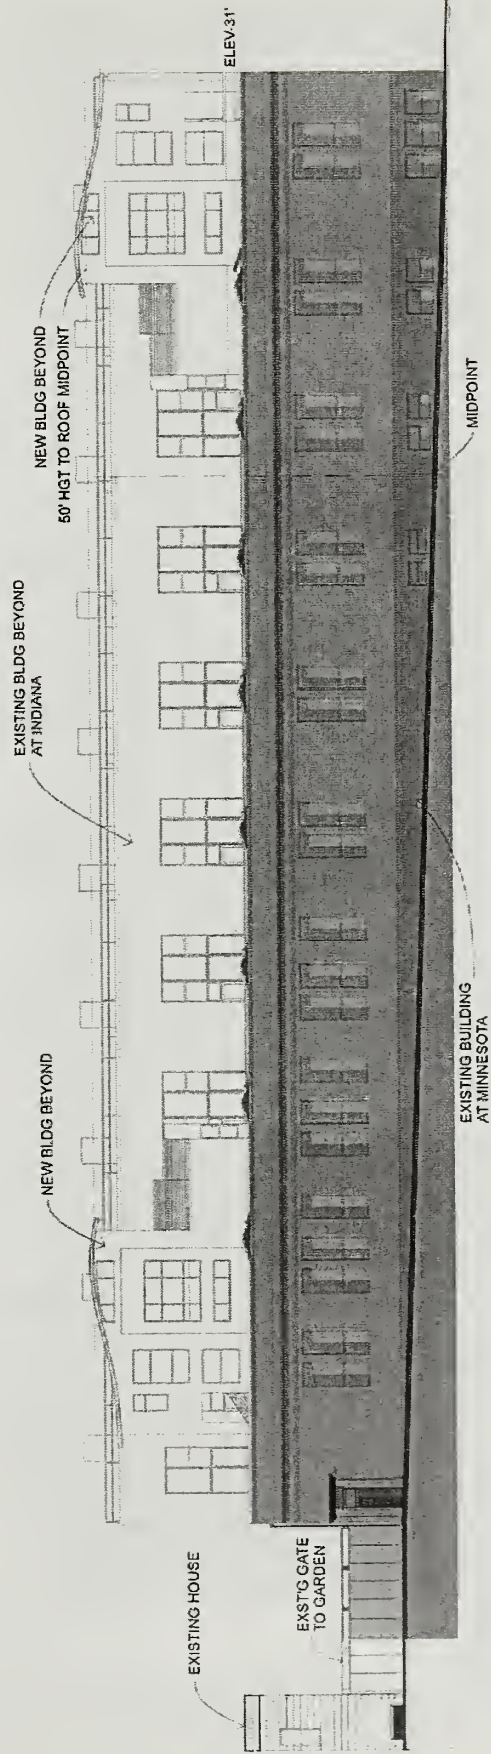 EXISTING HOUSE
EXST'G GATE
TO GARDEN
NEW BLDG BEYOND
EXISTING BLDG BEYOND
AT INDIANA
NEW BLDG BEYOND
50' HGT TO ROOF MIDPOINT
ELEV.31'
EXISTING BUILDING
AT MINNESOTA
MIDPOINT